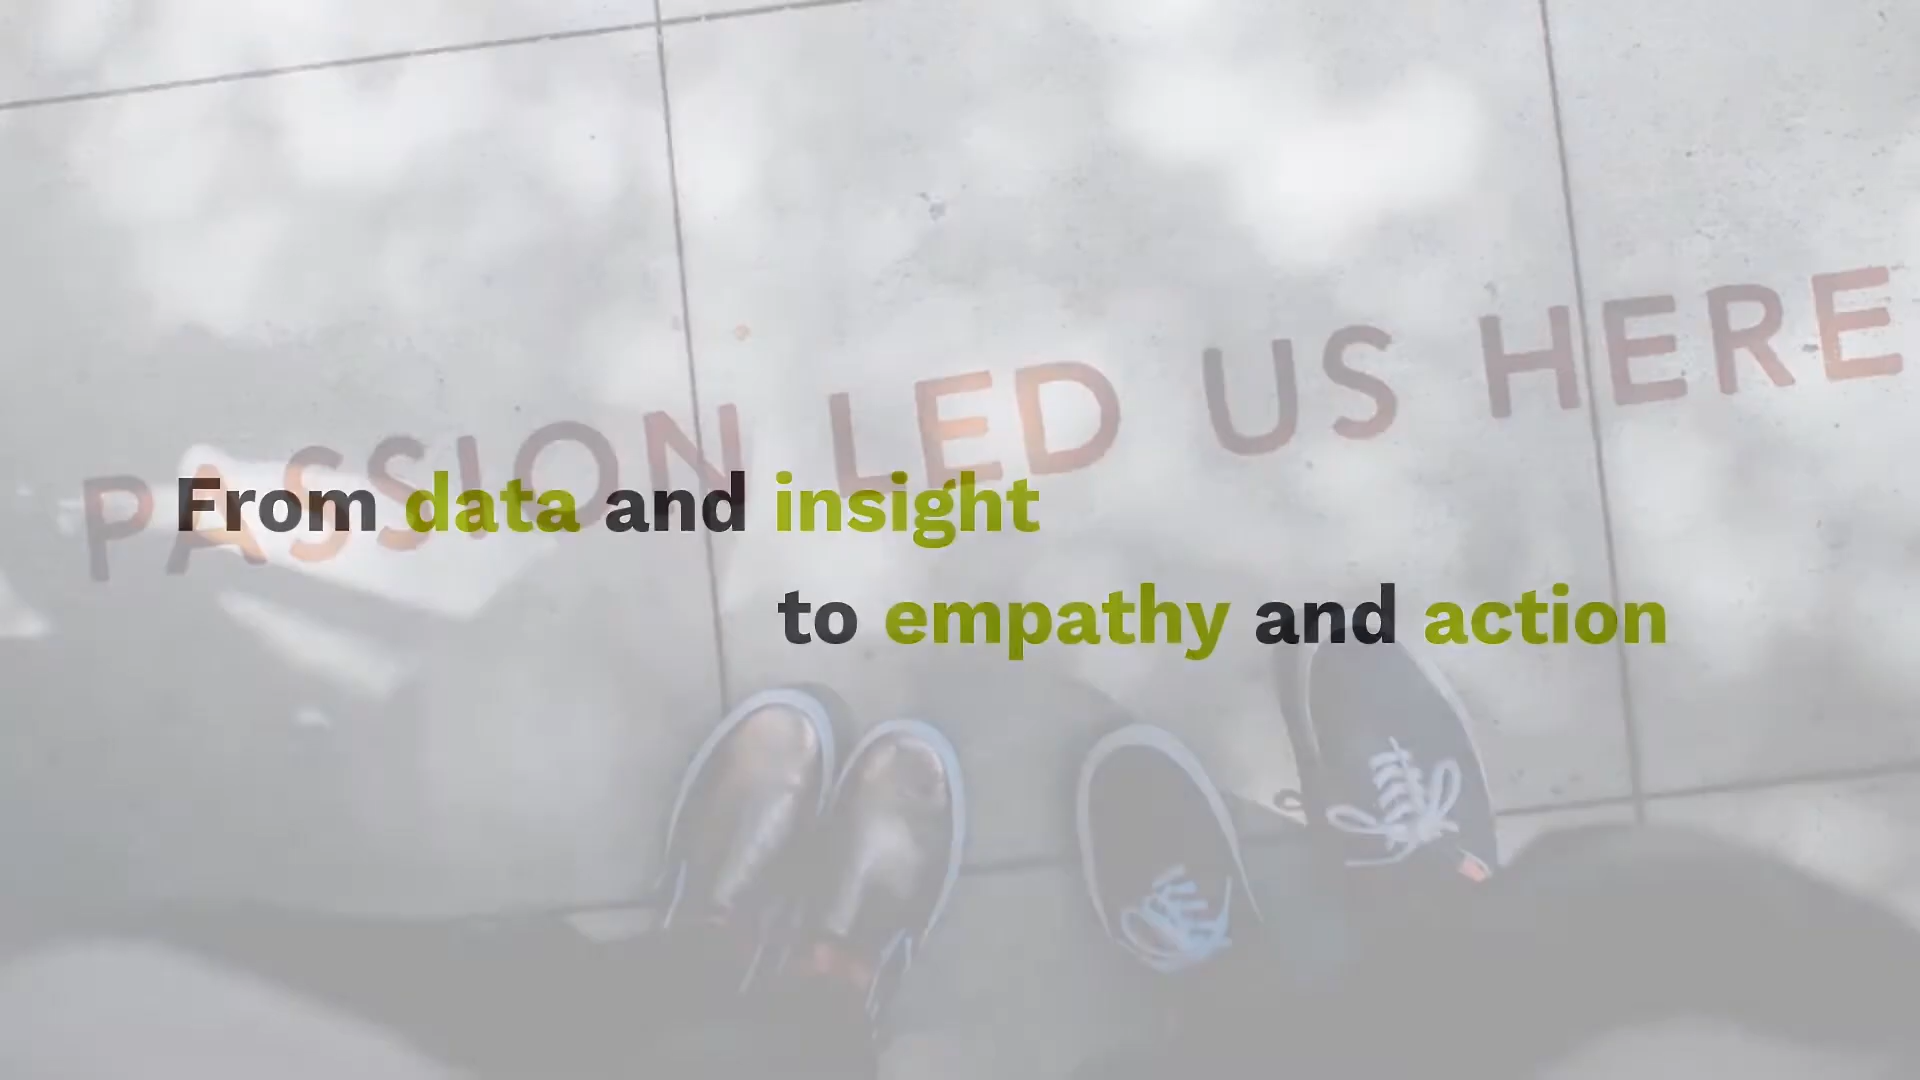 PASSION LED US HERE
From data and insight
to empathy and action